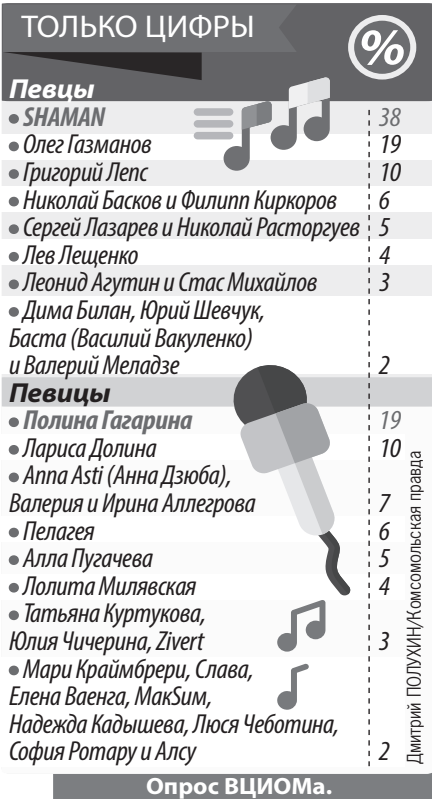 ТОЛЬКО ЦИФРЫ
%
Певцы
• SHAMAN 38
• Олег Газманов 19
• Григорий Лепс 10
• Николай Басков и Филипп Киркоров 6
• Сергей Лазарев и Николай Расторгуев 5
• Лев Лещенко 4
• Леонид Агутин и Стас Михайлов 3
• Дима Билан, Юрий Шевчук,
Баста (Василий Вакуленко)
и Валерий Меладзе 2
Певицы
• Полина Гагарина 19
• Лариса Долина 10
• Anna Asti (Анна Дзюба),
Валерия и Ирина Аллегрова 7
• Пелагея 6
• Алла Пугачева 5
• Лолита Милявская 4
• Татьяна Куртукова,
Юлия Чичерина, Zivert 3
• Мари Краймбрери, Слава,
Елена Ваенга, МакSим,
Надежда Кадышева, Люся Чеботина,
София Ротару и Алсу 2
Дмитрий ПОЛУХИН/Комсомольская правда
Опрос ВЦИОМа.